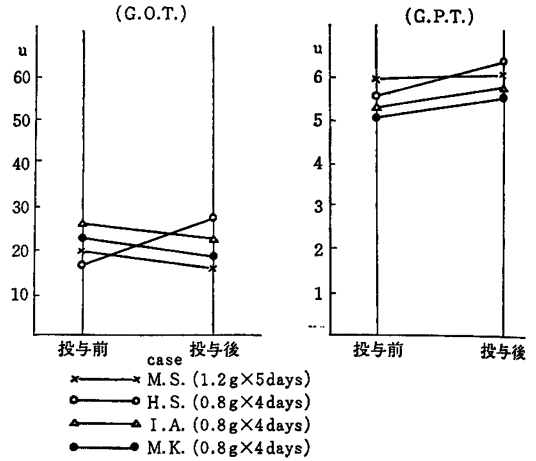 (G.O.T.)
u
60
50
40
30
20
10
投与前
投与後
(G.P.T.)
u
6
5
4
3
2
1
投与前
投与後
case
M.S. (1.2g×5days)
H.S. (0.8g×4days)
I.A. (0.8g×4days)
M.K. (0.8g×4days)